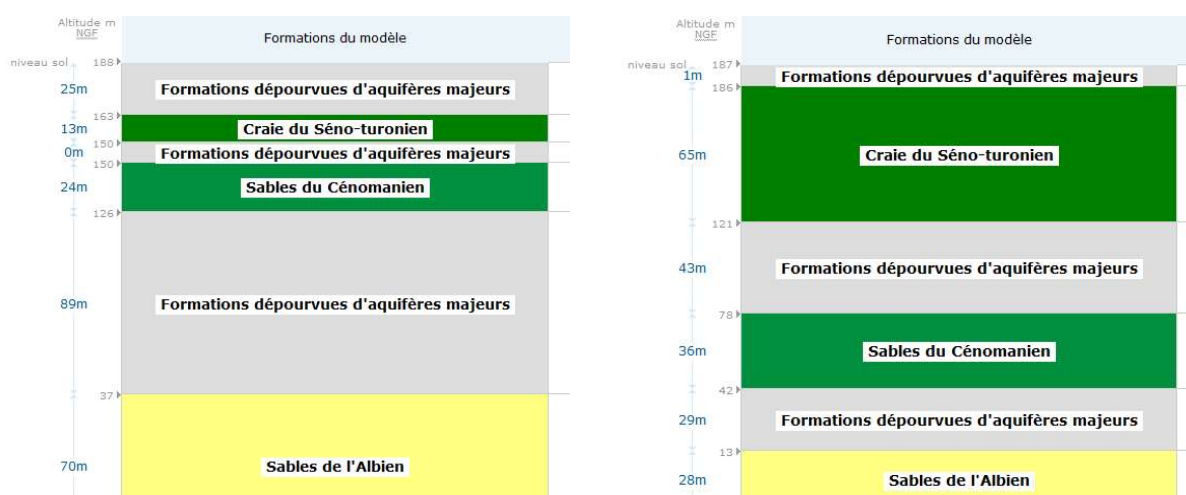 Altitude m
NGF
Formations du modèle
niveau sol
188
25m
Formations dépourvues d'aquifères majeurs
163
13m
Craie du Séno-turonien
150
0m
Formations dépourvues d'aquifères majeurs
150
24m
Sables du Cénomanien
126
89m
Formations dépourvues d'aquifères majeurs
37
70m
Sables de l'Albien
Altitude m
NGF
Formations du modèle
niveau sol
187
1m
Formations dépourvues d'aquifères majeurs
186
65m
Craie du Séno-turonien
121
43m
Formations dépourvues d'aquifères majeurs
78
36m
Sables du Cénomanien
42
29m
Formations dépourvues d'aquifères majeurs
13
28m
Sables de l'Albien